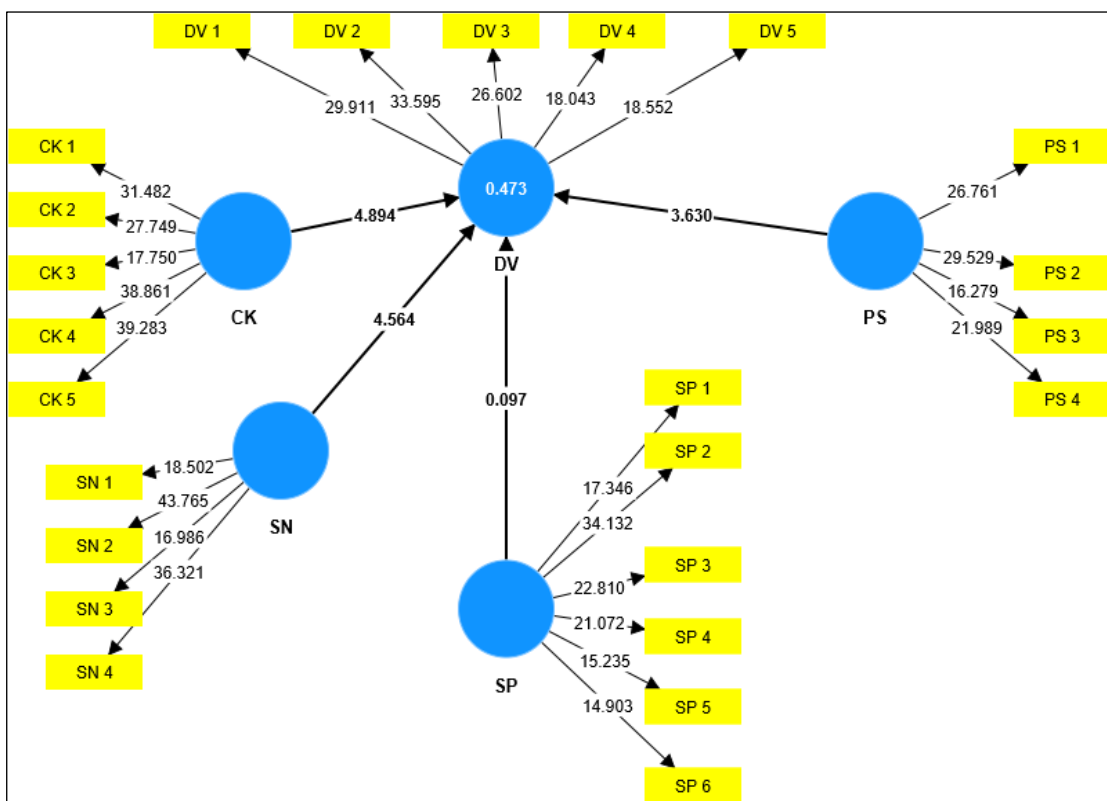 DV 1
DV 2
DV 3
DV 4
DV 5
29.911
33.595
26.602
18.043
18.552
CK 1
CK 2
CK 3
CK 4
CK 5
31.482
27.749
17.750
38.861
39.283
CK
4.894
0.473
DV
3.630
PS
PS 1
PS 2
PS 3
PS 4
26.761
29.529
16.279
21.989
4.564
0.097
SN 1
SN 2
SN 3
SN 4
18.502
43.765
16.986
36.321
SN
SP 1
SP 2
SP 3
SP 4
SP 5
SP 6
17.346
34.132
22.810
21.072
15.235
14.903
SP